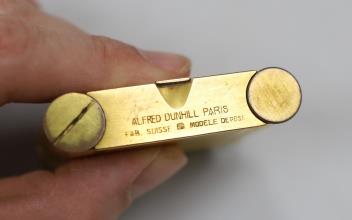 ALFRED DUNHILL PARIS
FAB. SUISSE MODELE DEPOSE